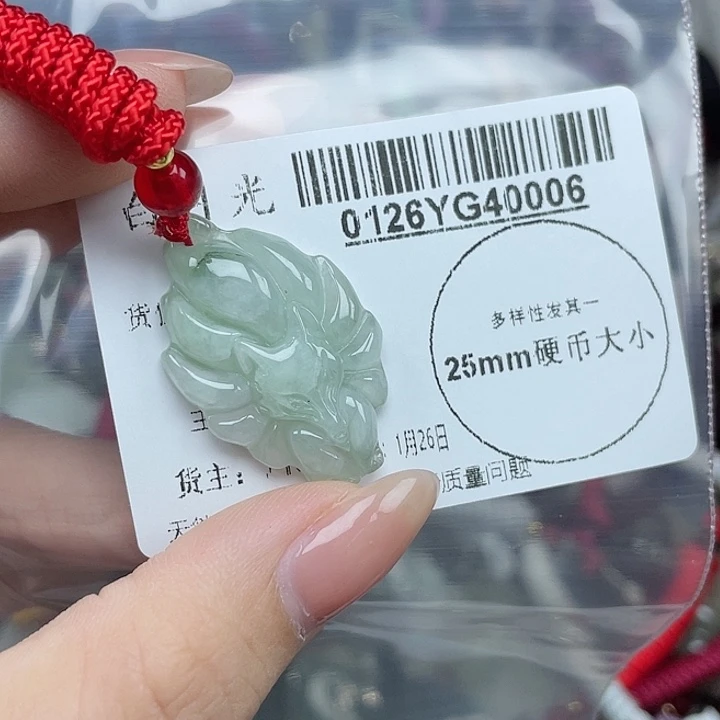 光
0126YG40006
多样性发其一
25mm硬币大小
货
1月26日
货主:
质量问题